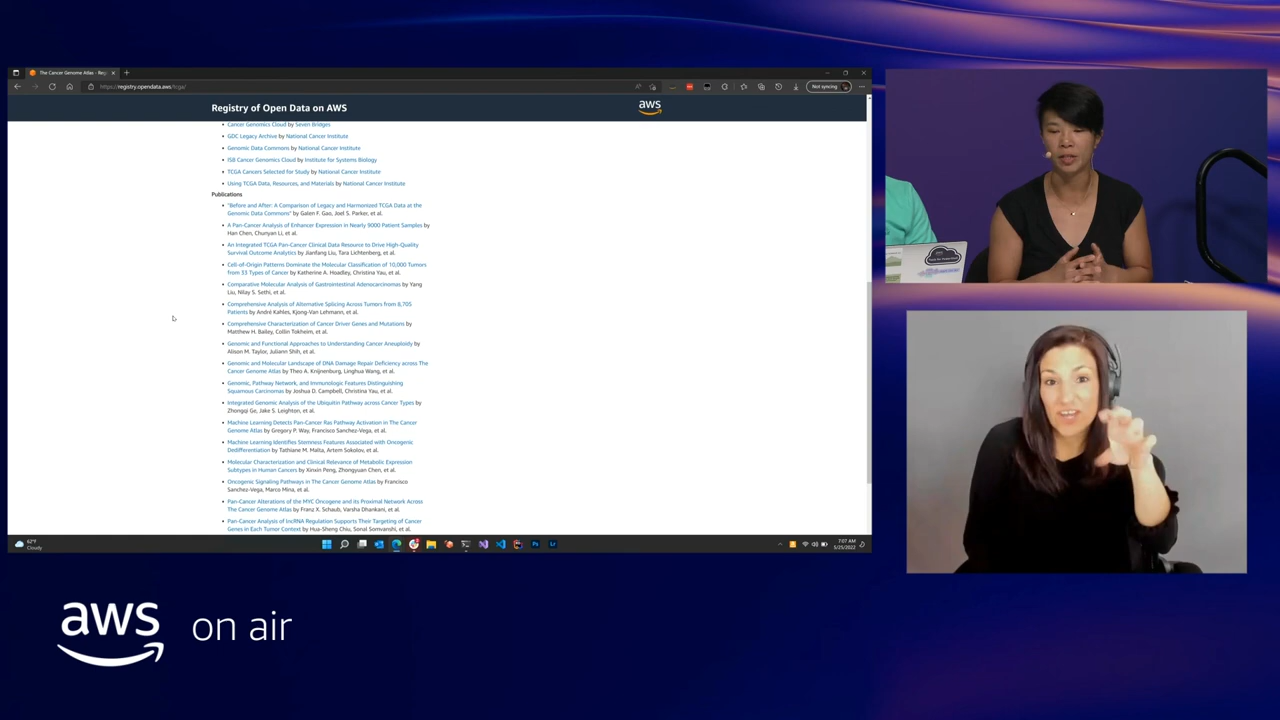 The Cancer Genome Atlas - Reg
https://registry.opendata.aws/tcga/
Not syncing
Registry of Open Data on AWS
aws
Cancer Genomics Cloud by Seven Bridges
GDC Legacy Archive by National Cancer Institute
Genomic Data Commons by National Cancer Institute
ISB Cancer Genomics Cloud by Institute for Systems Biology
TCGA Cancers Selected for Study by National Cancer Institute
Using TCGA Data, Resources, and Materials by National Cancer Institute
Publications
"Before and After: A Comparison of Legacy and Harmonized TCGA Data at the
Genomic Data Commons" by Galen F. Gao, Joel S. Parker, et al.
A Pan-Cancer Analysis of Enhancer Expression in Nearly 9000 Patient Samples by
Han Chen, Chunyan Li, et al.
An Integrated TCGA Pan-Cancer Clinical Data Resource to Drive High-Quality
Survival Outcome Analytics by Jianfang Liu, Tara Lichtenberg, et al.
Cell-of-Origin Patterns Dominate the Molecular Classification of 10,000 Tumors
from 33 Types of Cancer by Katherine A. Hoadley, Christina Yau, et al.
Comparative Molecular Analysis of Gastrointestinal Adenocarcinomas by Yang
Liu, Nilay S. Sethi, et al.
Comprehensive Analysis of Alternative Splicing Across Tumors from 8,705
Patients by André Kahles, Kjong-Van Lehmann, et al.
Comprehensive Characterization of Cancer Driver Genes and Mutations by
Matthew H. Bailey, Collin Tokheim, et al.
Genomic and Functional Approaches to Understanding Cancer Aneuploidy by
Alison M. Taylor, Juliann Shih, et al.
Genomic and Molecular Landscape of DNA Damage Repair Deficiency across The
Cancer Genome Atlas by Theo A. Knijnenburg, Linghua Wang, et al.
Genomic, Pathway Network, and Immunologic Features Distinguishing
Squamous Carcinomas by Joshua D. Campbell, Christina Yau, et al.
Integrated Genomic Analysis of the Ubiquitin Pathway across Cancer Types by
Zhongqi Ge, Jake S. Leighton, et al.
Machine Learning Detects Pan-Cancer Ras Pathway Activation in The Cancer
Genome Atlas by Gregory P. Way, Francisco Sanchez-Vega, et al.
Machine Learning Identifies Stemness Features Associated with Oncogenic
Dedifferentiation by Tathiane M. Malta, Artem Sokolov, et al.
Molecular Characterization and Clinical Relevance of Metabolic Expression
Subtypes in Human Cancers by Xinxin Peng, Zhongyuan Chen, et al.
Oncogenic Signaling Pathways in The Cancer Genome Atlas by Francisco
Sanchez-Vega, Marco Mina, et al.
Pan-Cancer Alterations of the MYC Oncogene and its Proximal Network Across
The Cancer Genome Atlas by Franz X. Schaub, Varsha Dhankani, et al.
Pan-Cancer Analysis of lncRNA Regulation Supports Their Targeting of Cancer
Genes in Each Tumor Context by Hua-Sheng Chiu, Sonal Somvanshi, et al.
62°F
Cloudy
7:07 AM
5/25/2022
aws on air